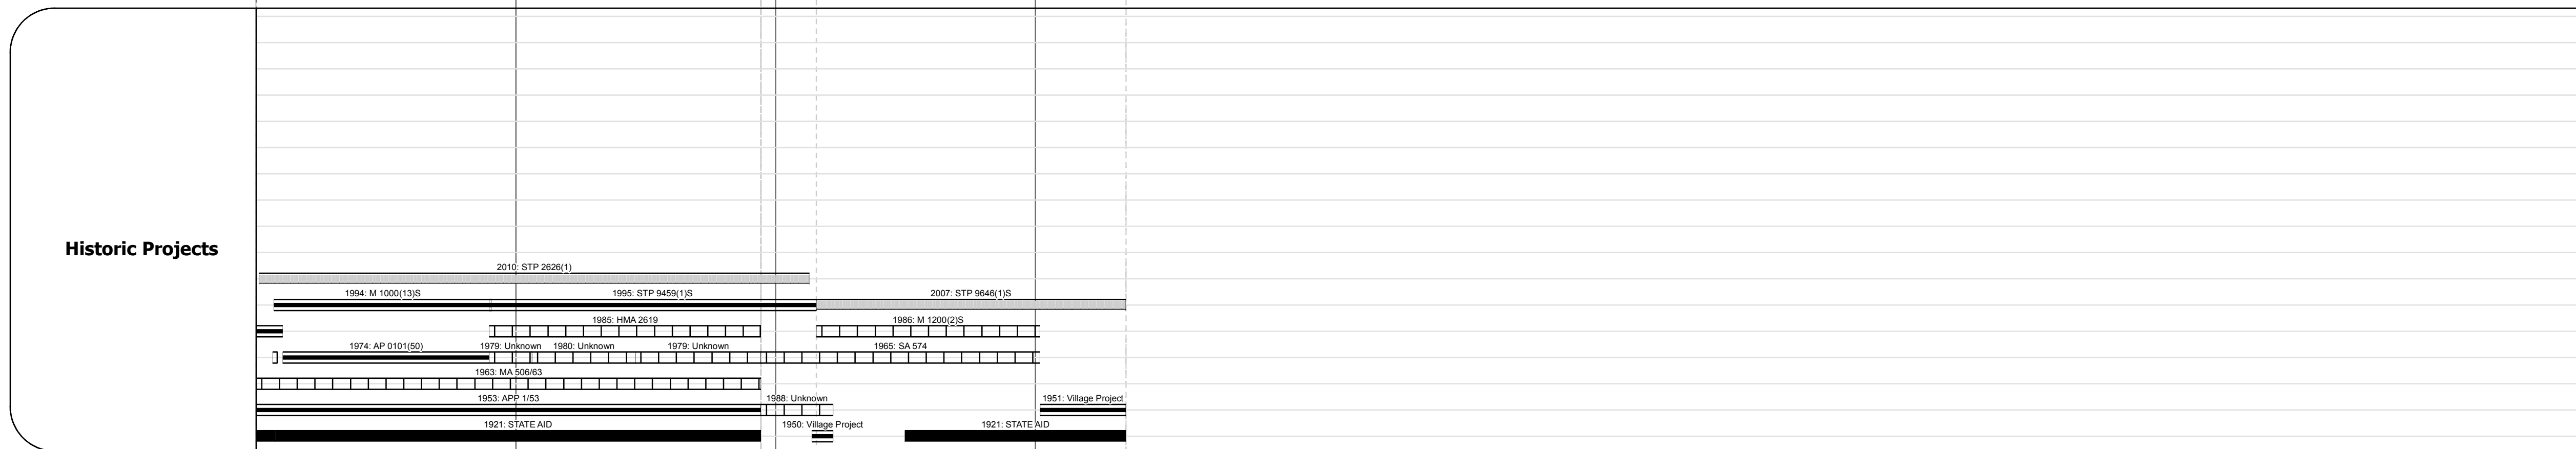 Historic Projects
2010: STP 2626(1)
1994: M 1000(13)S
1995: STP 9459(1)S
2007: STP 9646(1)S
1985: HMA 2619
1986: M 1200(2)S
1974: AP 0101(50)
1979: Unknown
1980: Unknown
1979: Unknown
1965: SA 574
1963: MA 506/63
1953: APP 1/53
1988: Unknown
1951: Village Project
1921: STATE AID
1950: Village Project
1921: STATE AID